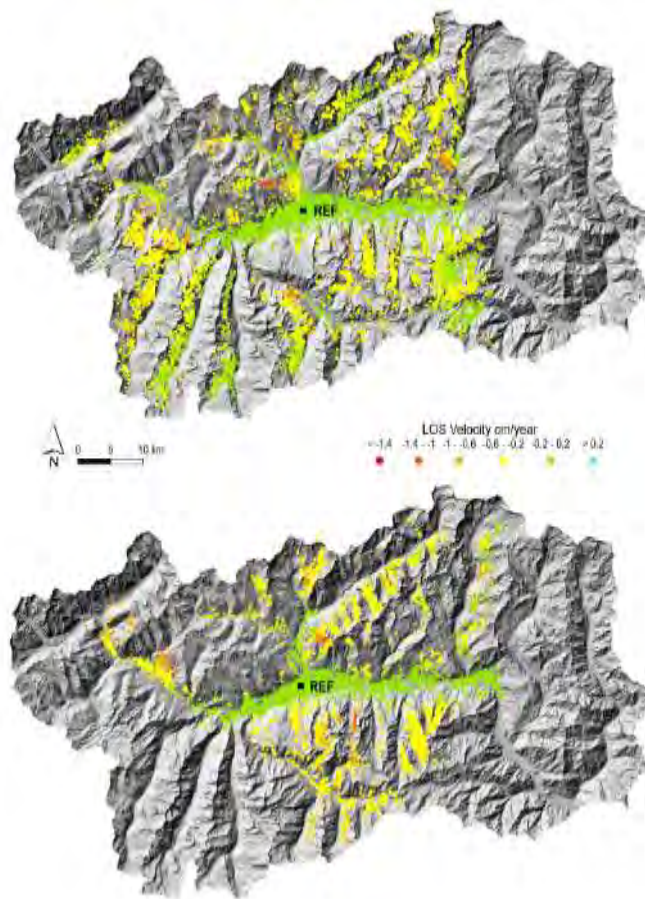 REF
N
0 5 10 km
LOS Velocity cm/year
< -1,4 -1,4 - -1 -1 - -0,6 -0,6 - -0,2 -0,2 - 0,2 > 0,2
REF